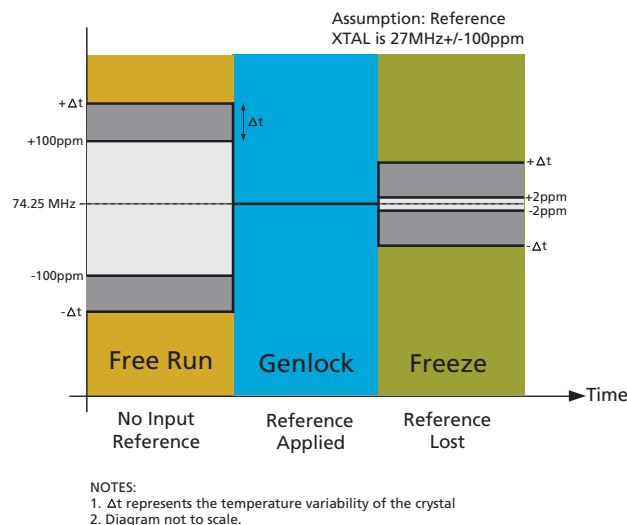 Assumption: Reference
XTAL is 27MHz+/-100ppm
+Δt
Δt
+100ppm
+Δt
+2ppm
74.25 MHz
-2ppm
-Δt
-100ppm
-Δt
Free Run
Genlock
Freeze
Time
No Input
Reference
Reference
Applied
Reference
Lost
NOTES:
1. Δt represents the temperature variability of the crystal
2. Diagram not to scale.